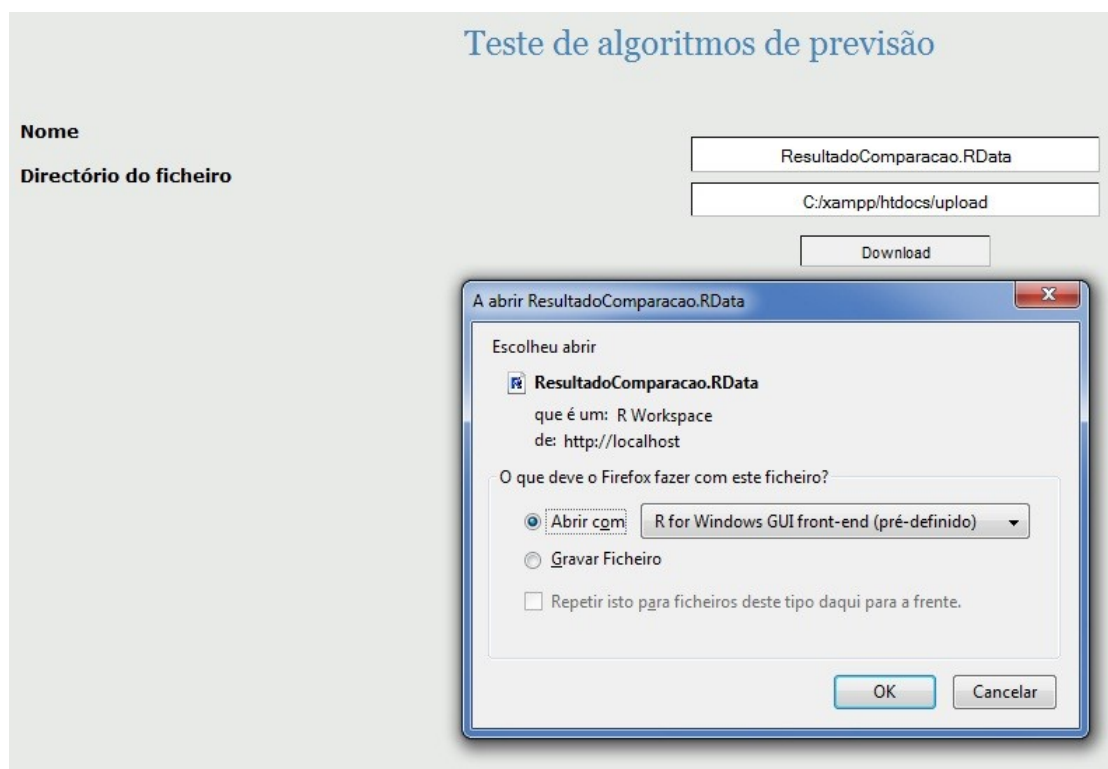 Teste de algoritmos de previsão
Nome
ResultadoComparacao.RData
Directório do ficheiro
C:/xampp/htdocs/upload
Download
A abrir ResultadoComparacao.RData
Escolheu abrir
ResultadoComparacao.RData
que é um: R Workspace
de: http://localhost
O que deve o Firefox fazer com este ficheiro?
Abrir com R for Windows GUI front-end (pré-definido)
Gravar Ficheiro
Repetir isto para ficheiros deste tipo daqui para a frente.
OK Cancelar